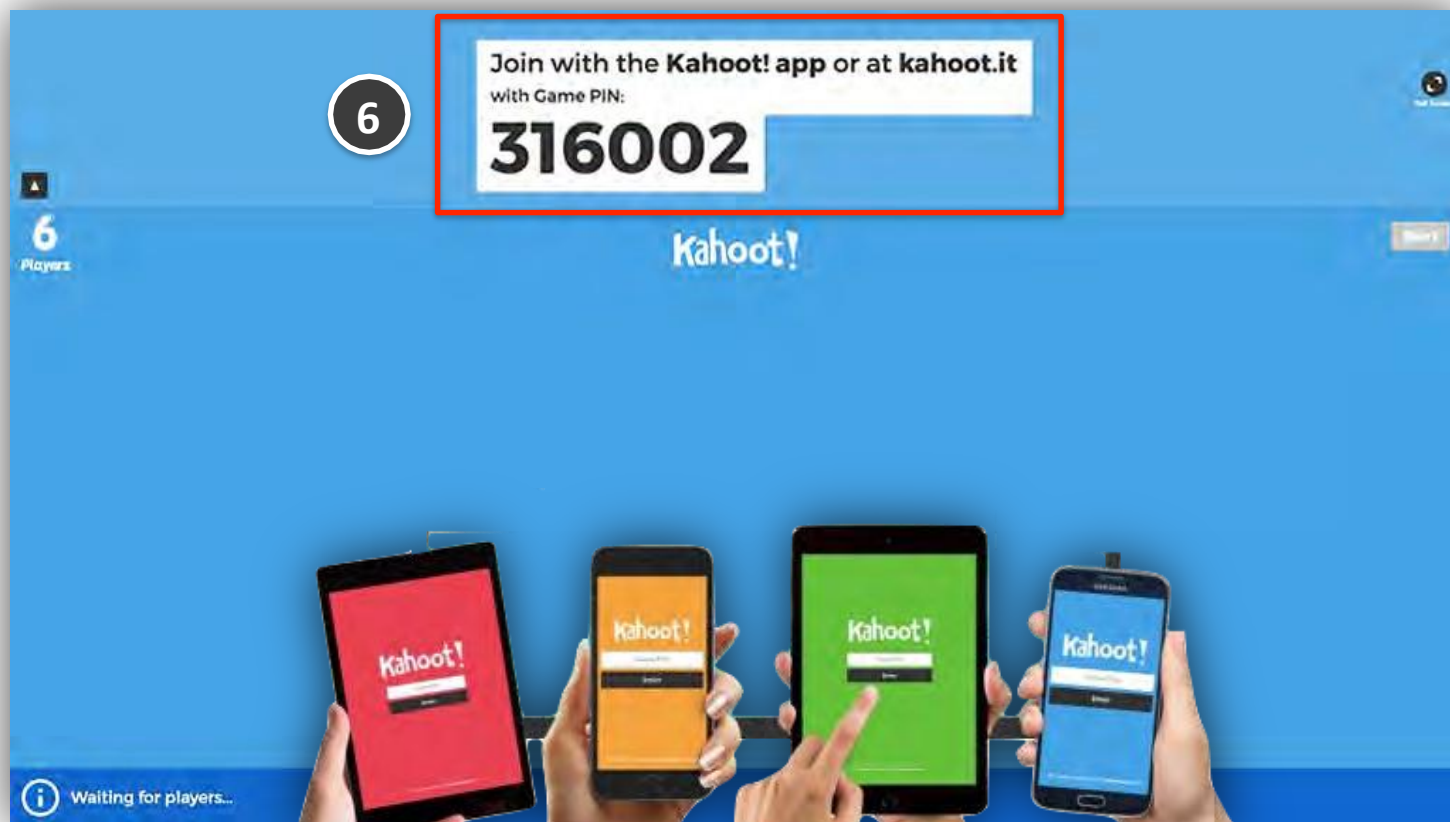 Join with the Kahoot! app or at kahoot.it
with Game PIN:
316002
6
6
Players
Kahoot!
Kahoot!
Kahoot!
Kahoot!
Kahoot!
Waiting for players...